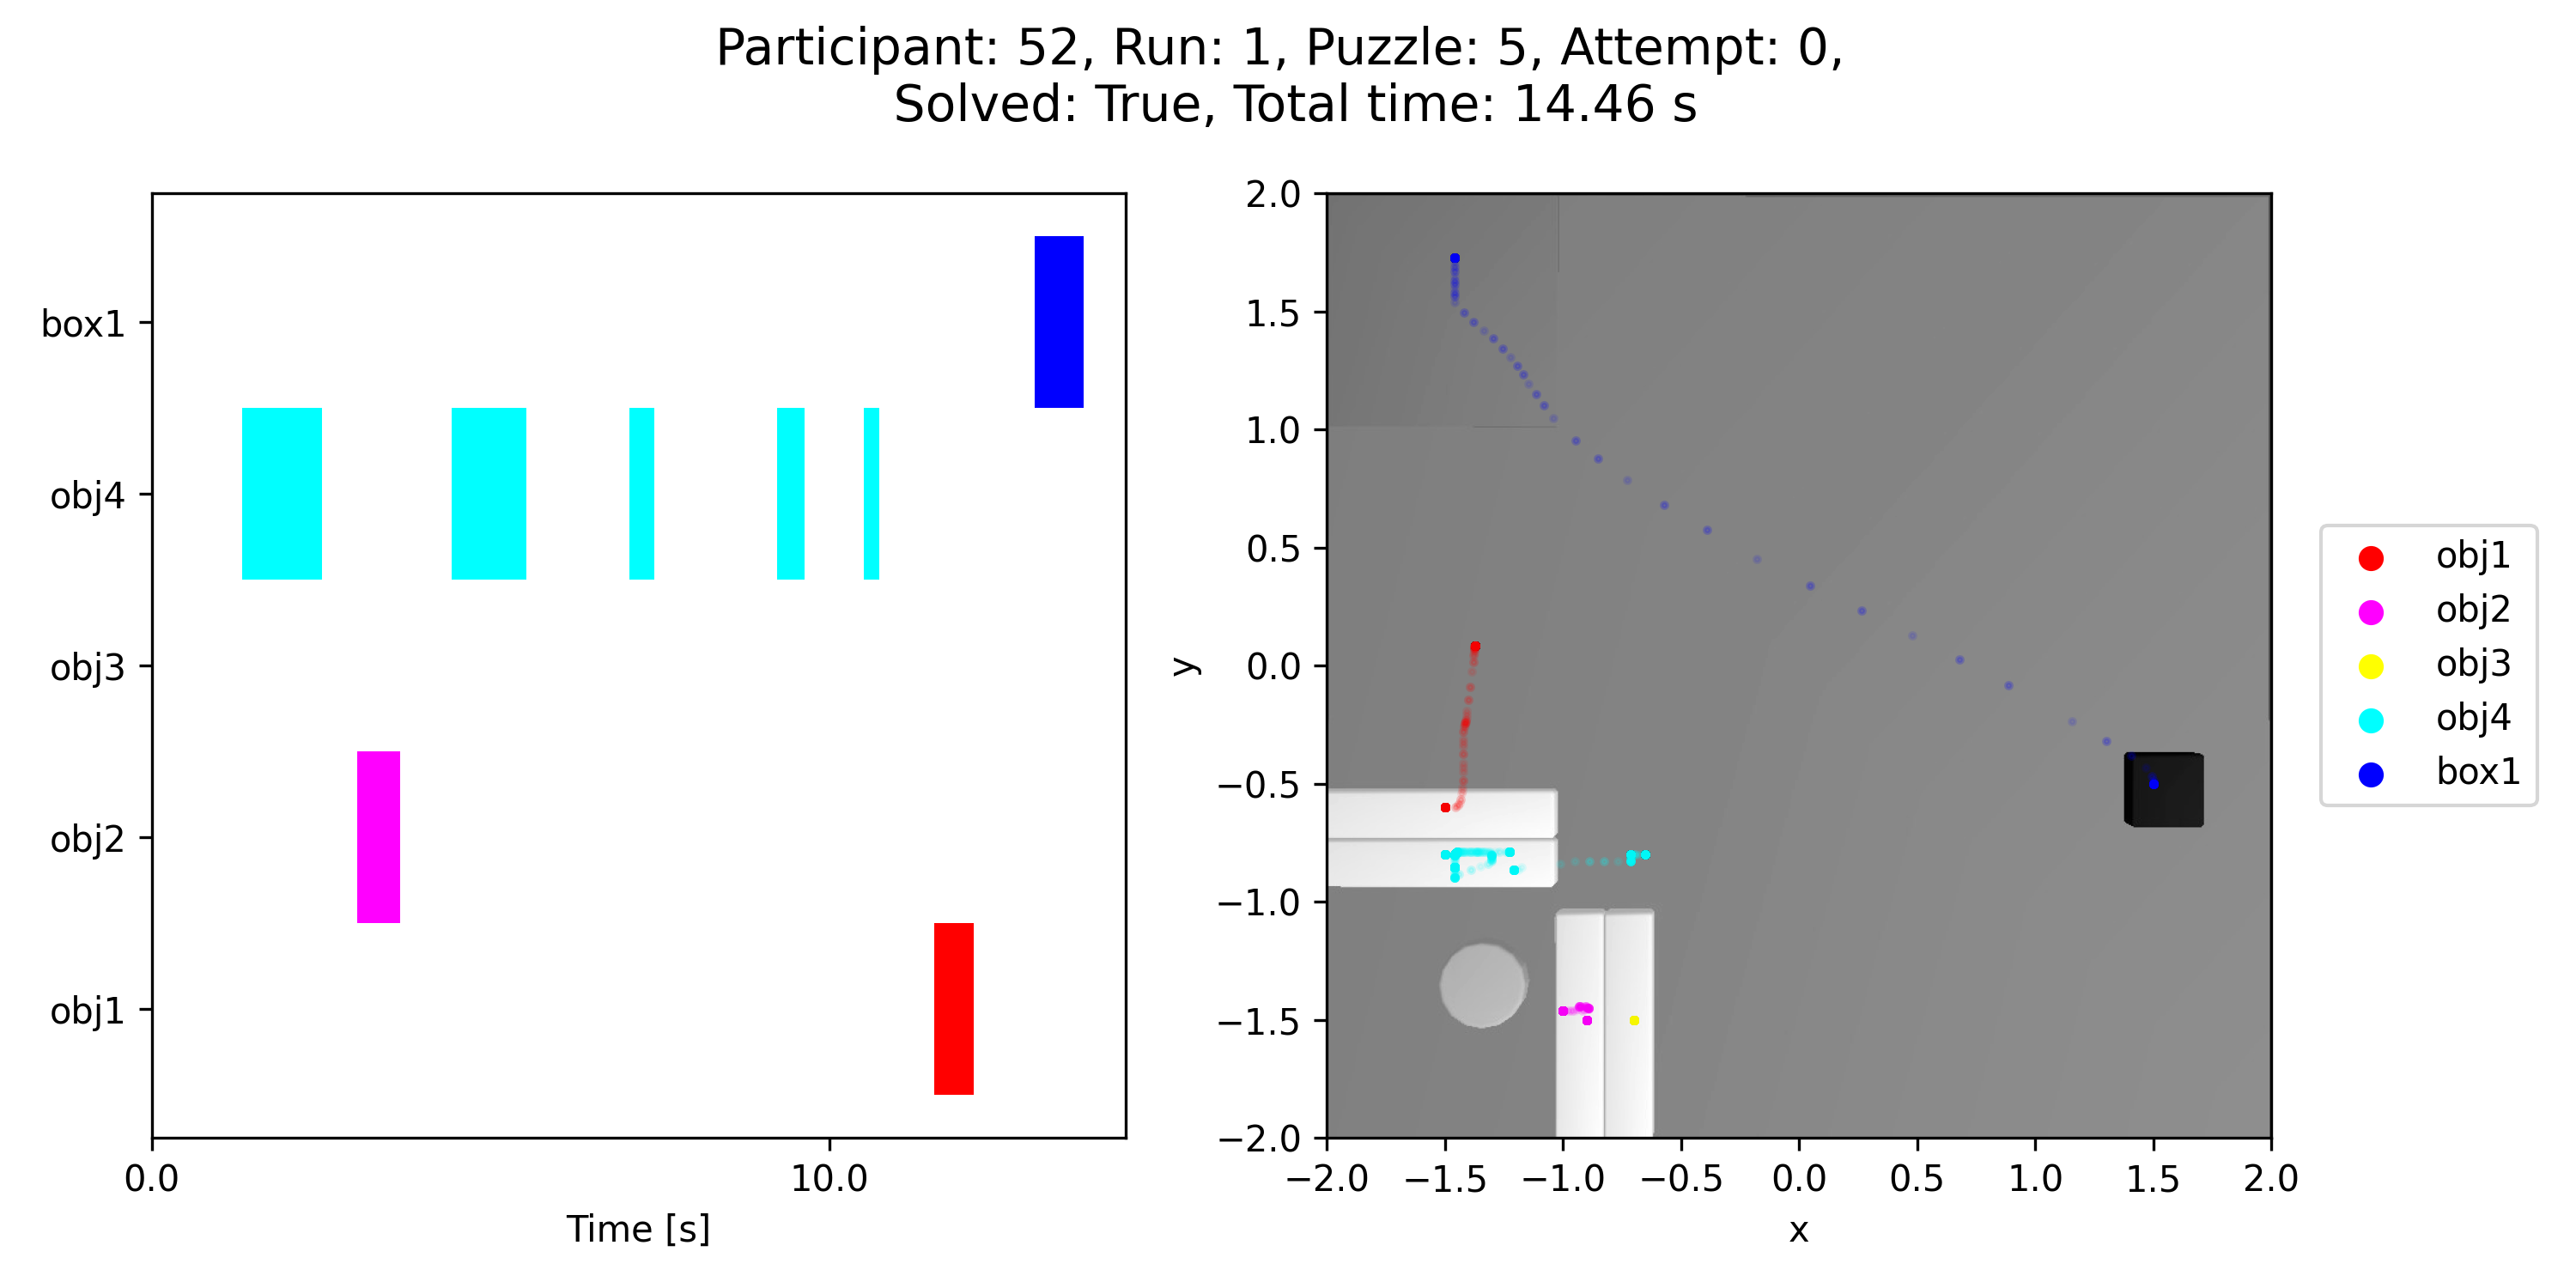 Participant: 52, Run: 1, Puzzle: 5, Attempt: 0,
Solved: True, Total time: 14.46 s
box1
obj4
obj3
obj2
obj1
0.0
10.0
Time [s]
2.0
1.5
1.0
0.5
0.0
−0.5
−1.0
−1.5
−2.0
y
−2.0
−1.5
−1.0
−0.5
0.0
0.5
1.0
1.5
2.0
x
obj1
obj2
obj3
obj4
box1